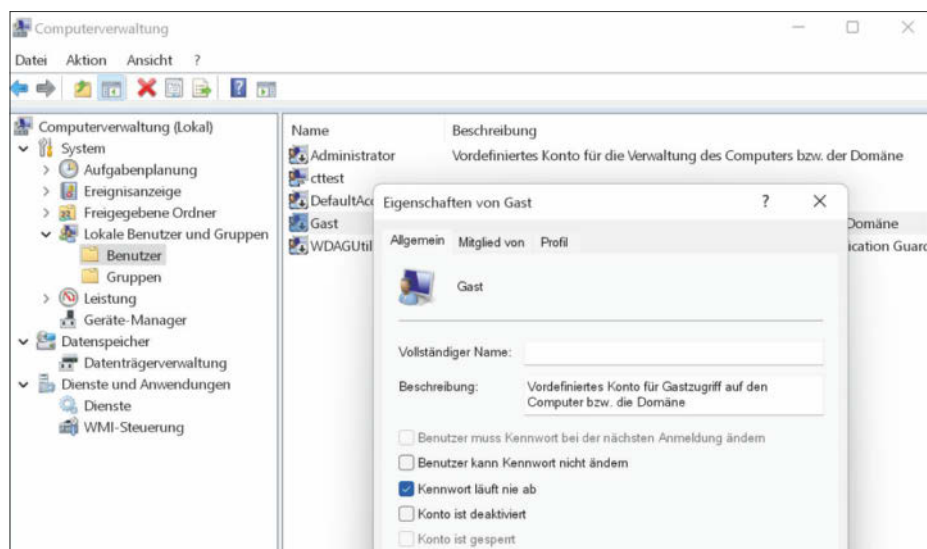 Computerverwaltung
Datei Aktion Ansicht ?
Computerverwaltung (Lokal)
System
Aufgabenplanung
Ereignisanzeige
Freigegebene Ordner
Lokale Benutzer und Gruppen
Benutzer
Gruppen
Leistung
Geräte-Manager
Datenspeicher
Datenträgerverwaltung
Dienste und Anwendungen
Dienste
WMI-Steuerung
Name Beschreibung
Administrator Vordefiniertes Konto für die Verwaltung des Computers bzw. der Domäne
cttest
DefaultAcc
Gast Domäne
WDAGUtil ication Guard
Eigenschaften von Gast ?
Allgemein Mitglied von Profil
Gast
Vollständiger Name:
Beschreibung: Vordefiniertes Konto für Gastzugriff auf den
Computer bzw. die Domäne
Benutzer muss Kennwort bei der nächsten Anmeldung ändern
Benutzer kann Kennwort nicht ändern
Kennwort läuft nie ab
Konto ist deaktiviert
Konto ist gesperrt